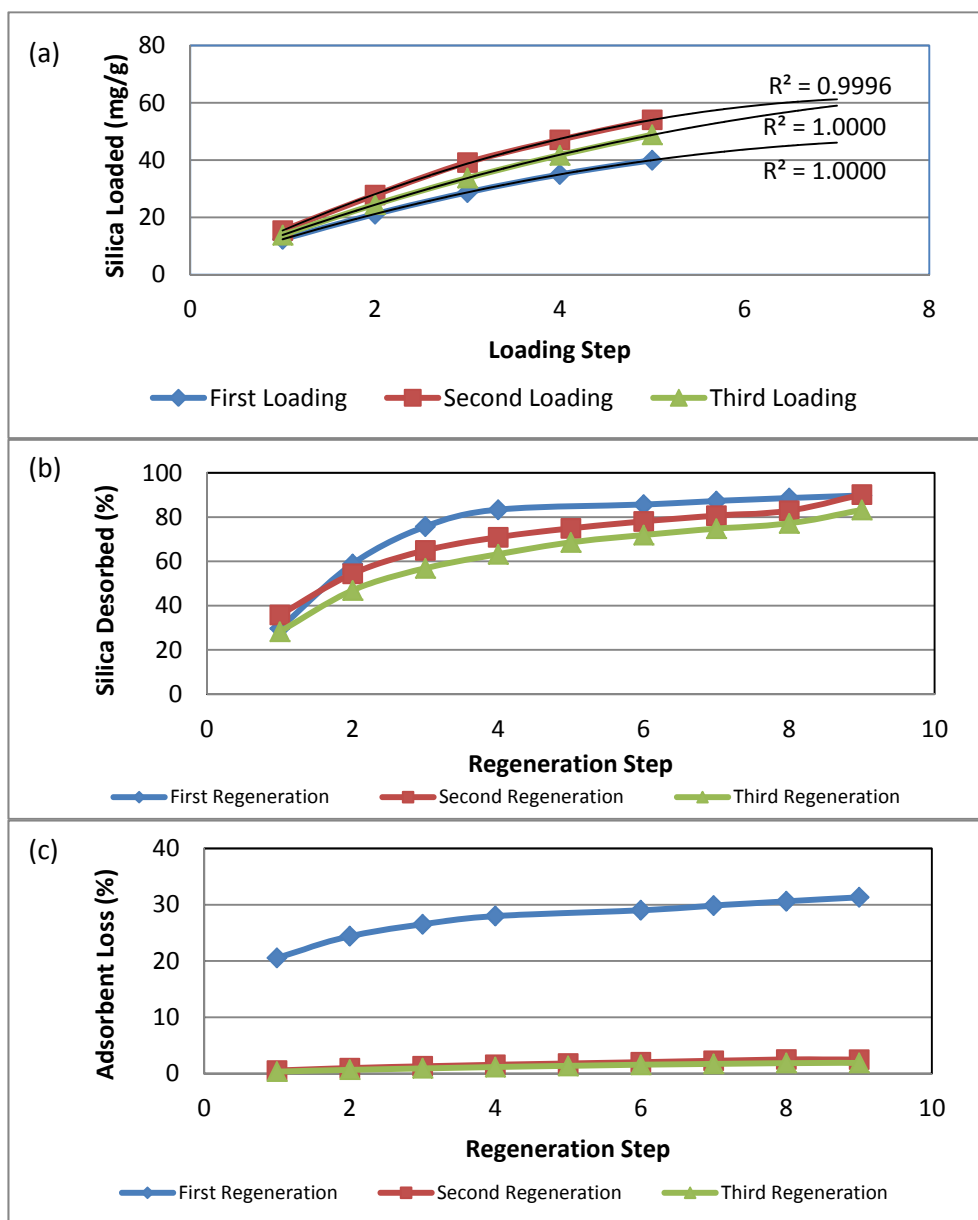 (a)
Silica Loaded (mg/g)
80
60
40
20
0
R² = 0.9996
R² = 1.0000
R² = 1.0000
0 2 4 6 8
Loading Step
First Loading Second Loading Third Loading
(b)
Silica Desorbed (%)
100
80
60
40
20
0
0 2 4 6 8 10
Regeneration Step
First Regeneration Second Regeneration Third Regeneration
(c)
Adsorbent Loss (%)
40
30
20
10
0
0 2 4 6 8 10
Regeneration Step
First Regeneration Second Regeneration Third Regeneration